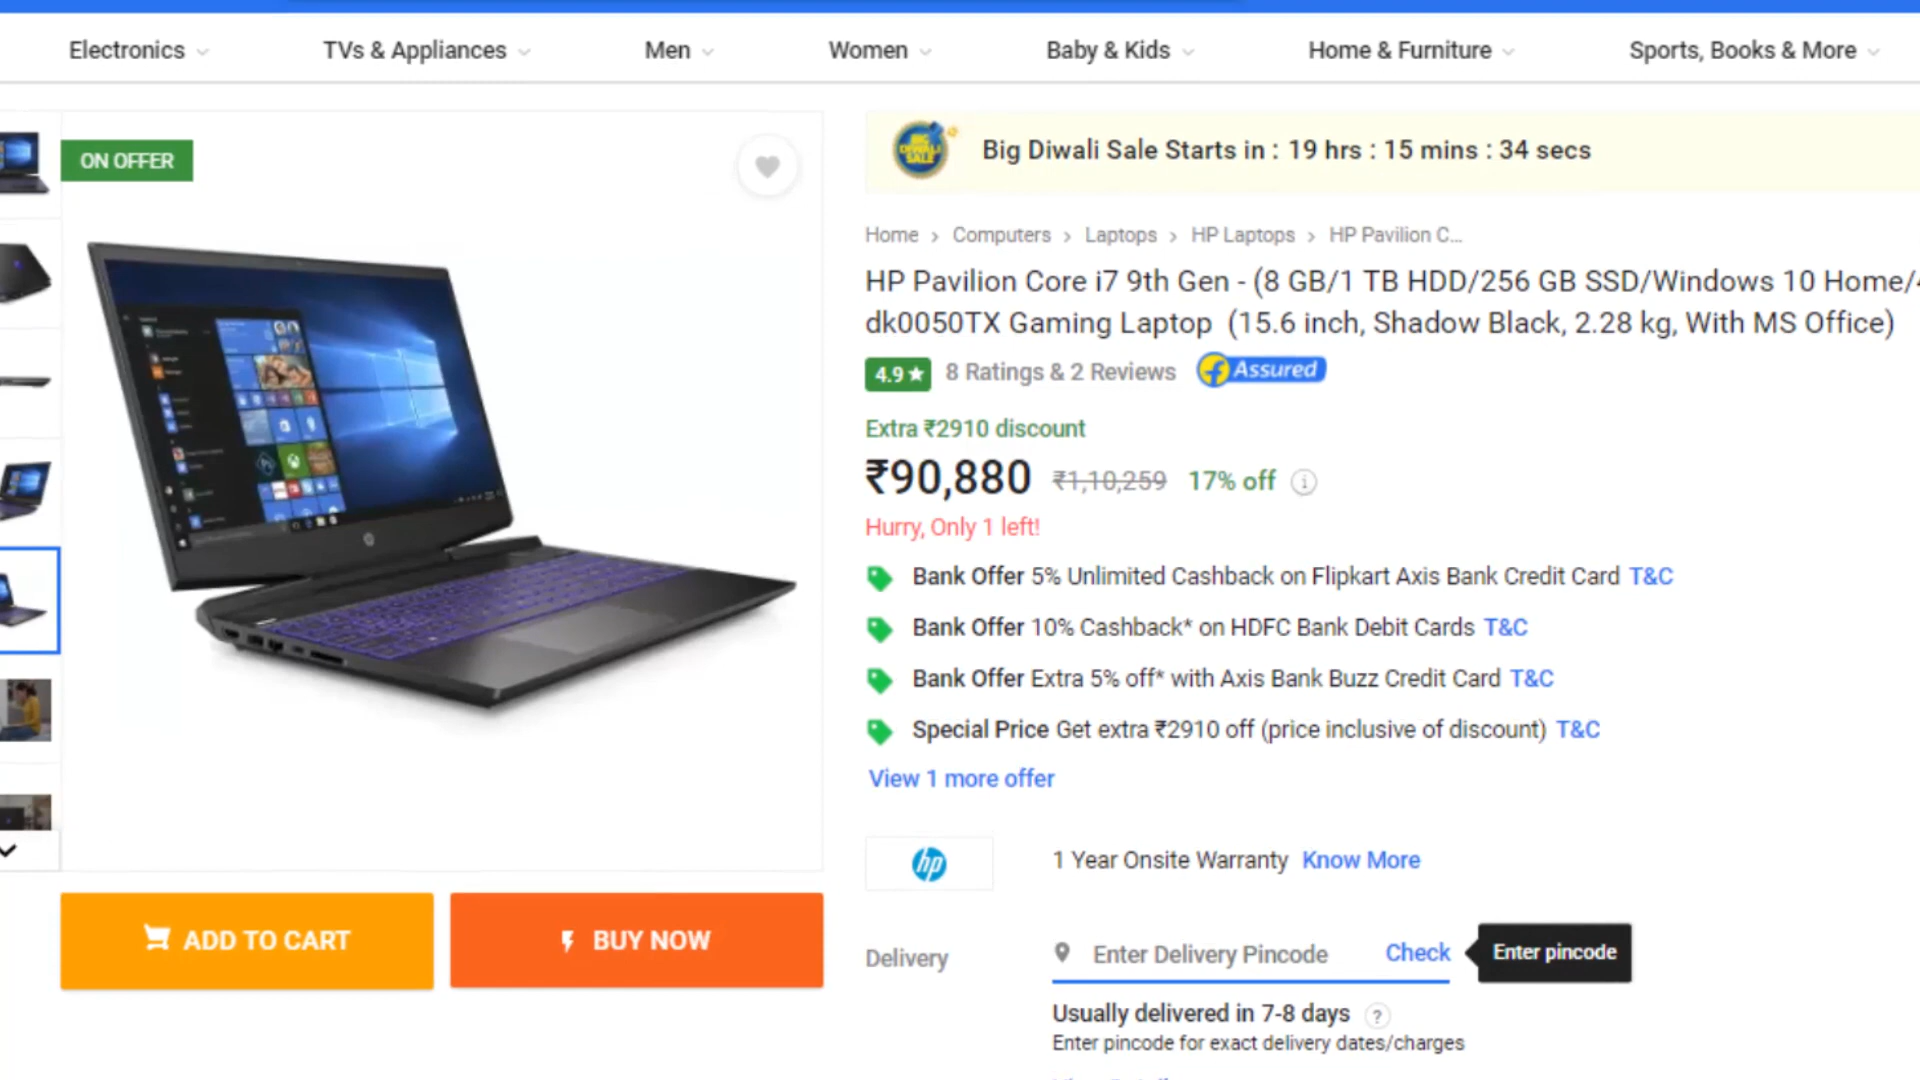 Electronics
TVs & Appliances
Men
Women
Baby & Kids
Home & Furniture
Sports, Books & More
ON OFFER
BIG DIWALI SALE
Big Diwali Sale Starts in : 19 hrs : 15 mins : 34 secs
Home > Computers > Laptops > HP Laptops > HP Pavilion C...
HP Pavilion Core i7 9th Gen - (8 GB/1 TB HDD/256 GB SSD/Windows 10 Home/
dk0050TX Gaming Laptop (15.6 inch, Shadow Black, 2.28 kg, With MS Office)
4.9★ 8 Ratings & 2 Reviews f Assured
Extra ₹2910 discount
₹90,880 ₹1,10,259 17% off i
Hurry, Only 1 left!
Bank Offer 5% Unlimited Cashback on Flipkart Axis Bank Credit Card T&C
Bank Offer 10% Cashback* on HDFC Bank Debit Cards T&C
Bank Offer Extra 5% off* with Axis Bank Buzz Credit Card T&C
Special Price Get extra ₹2910 off (price inclusive of discount) T&C
View 1 more offer
hp
1 Year Onsite Warranty Know More
ADD TO CART
BUY NOW
Delivery
Enter Delivery Pincode Check
Enter pincode
Usually delivered in 7-8 days ?
Enter pincode for exact delivery dates/charges